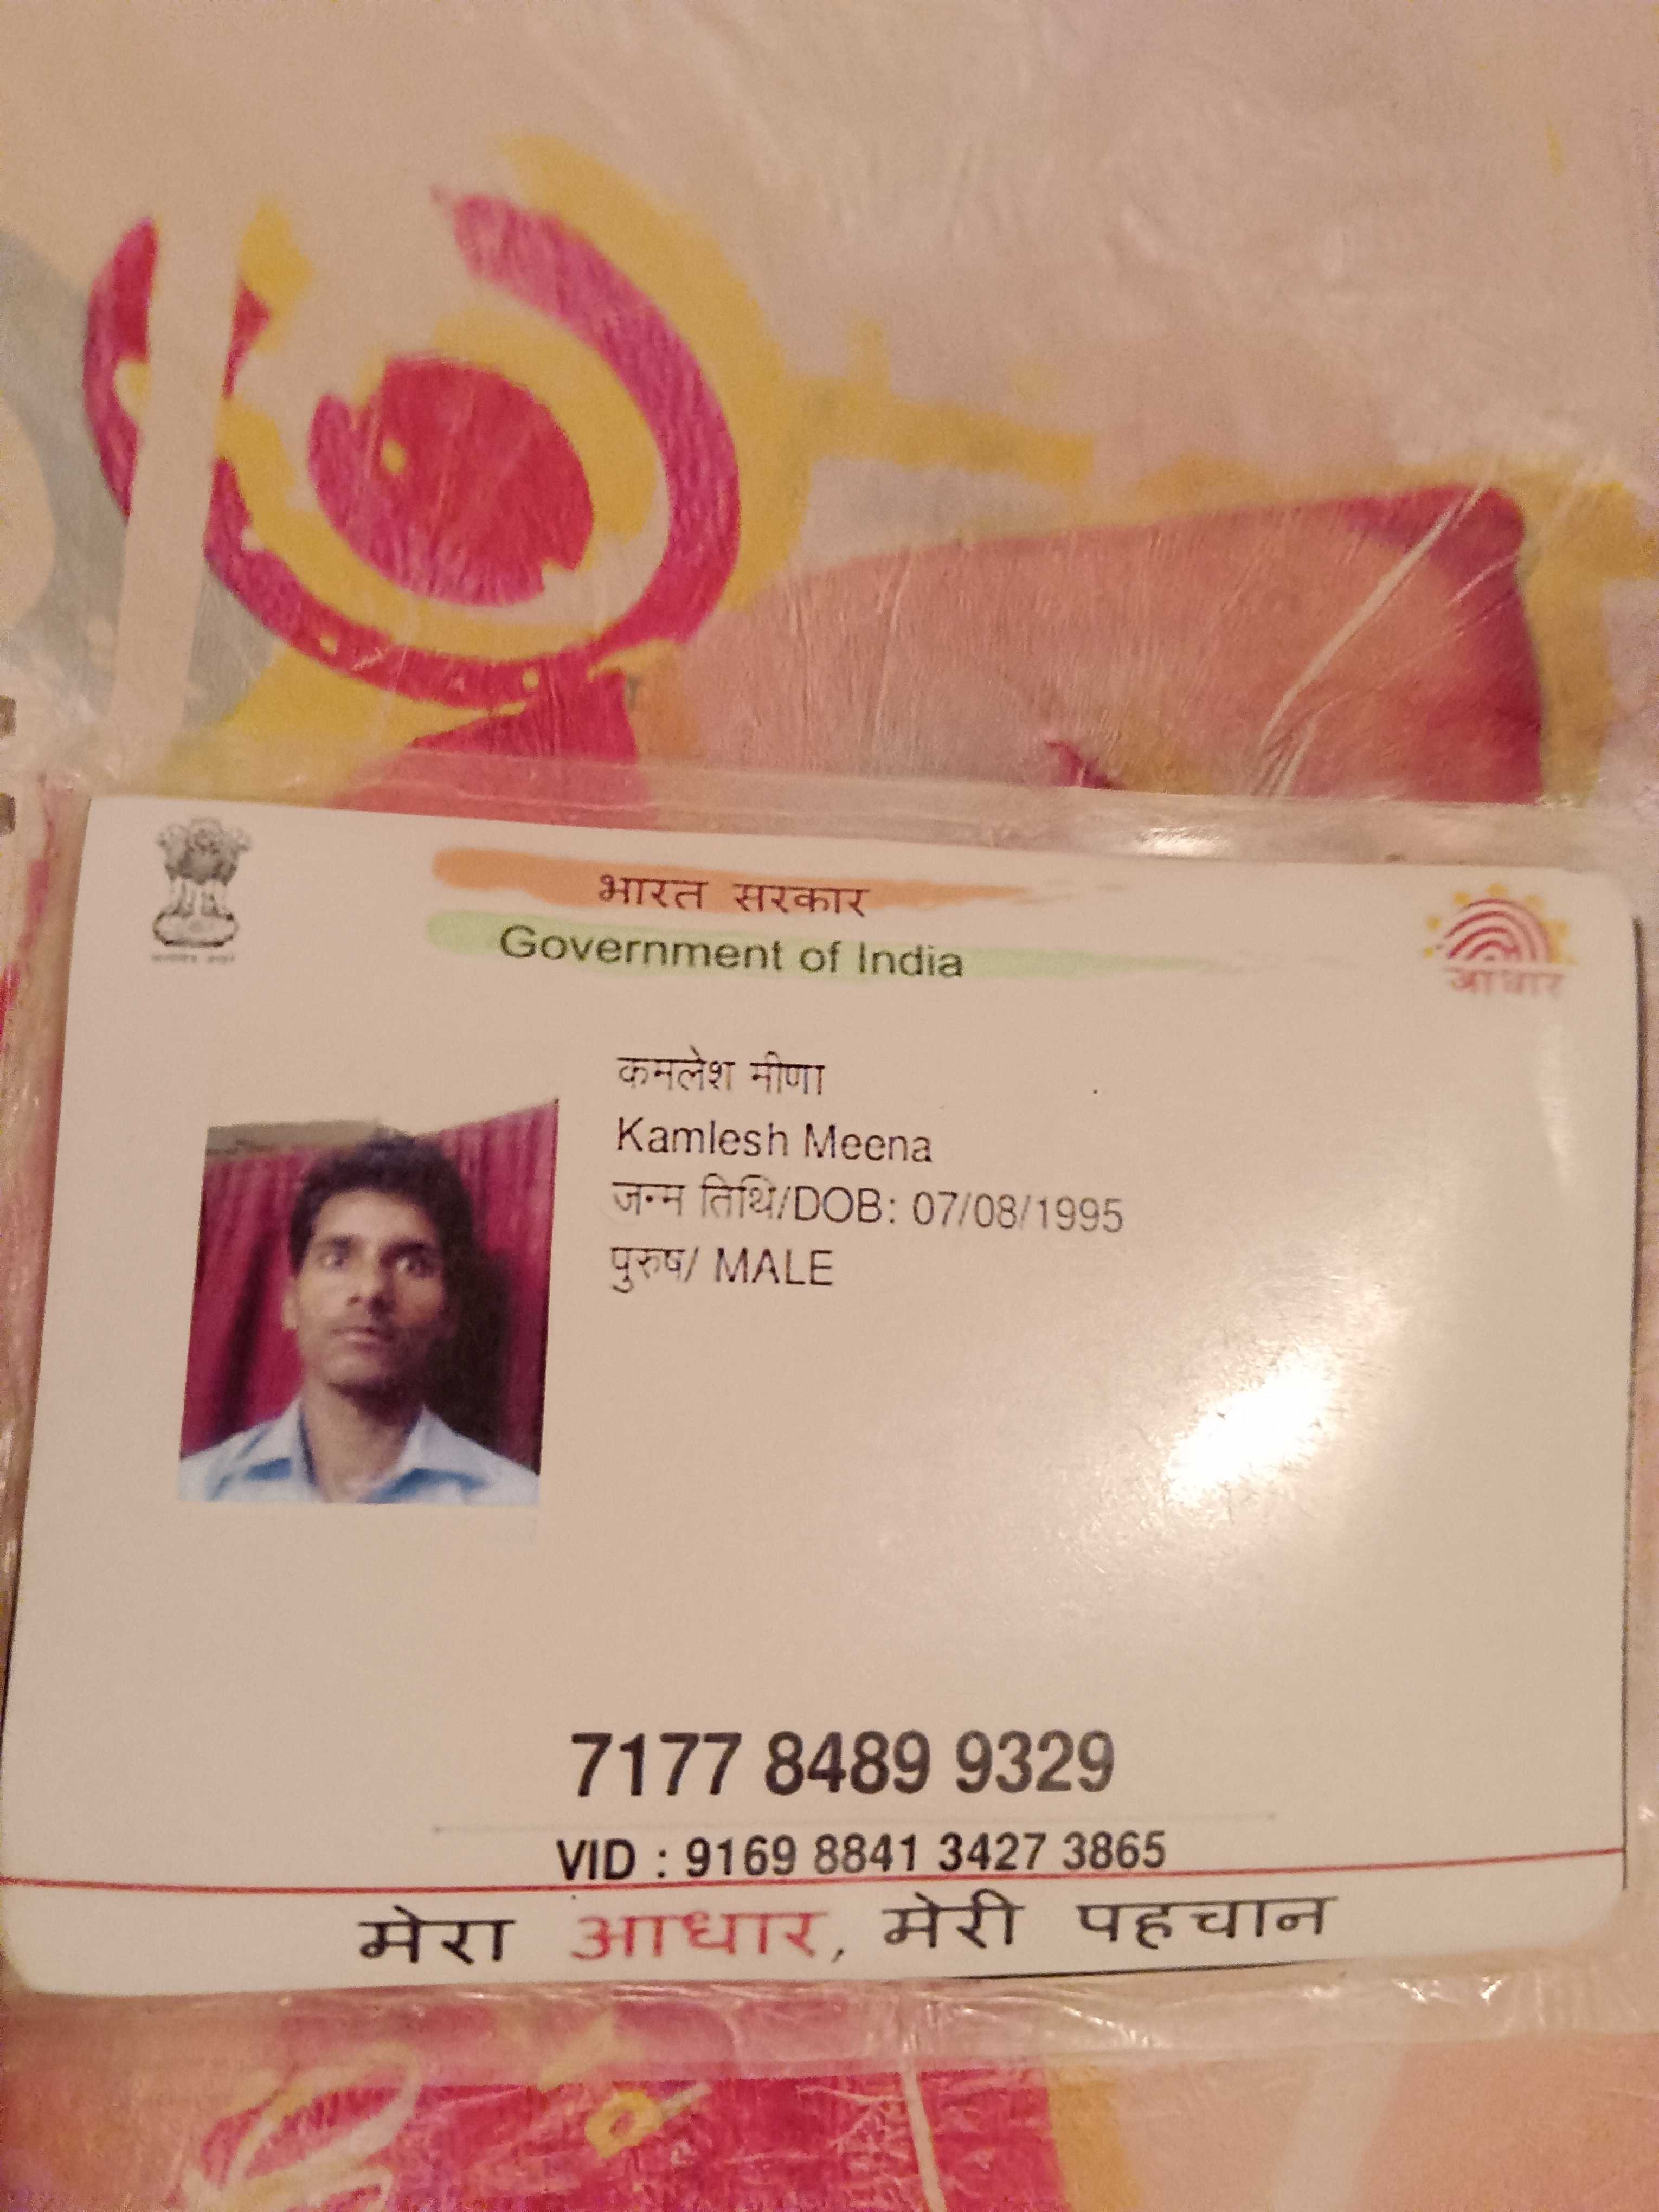 भारत सरकार
Government of India
आधार
कमलेश मीणा
Kamlesh Meena
जन्म तिथि/DOB: 07/08/1995
पुरुष/ MALE
7177 8489 9329
VID : 9169 8841 3427 3865
मेरा आधार, मेरी पहचान